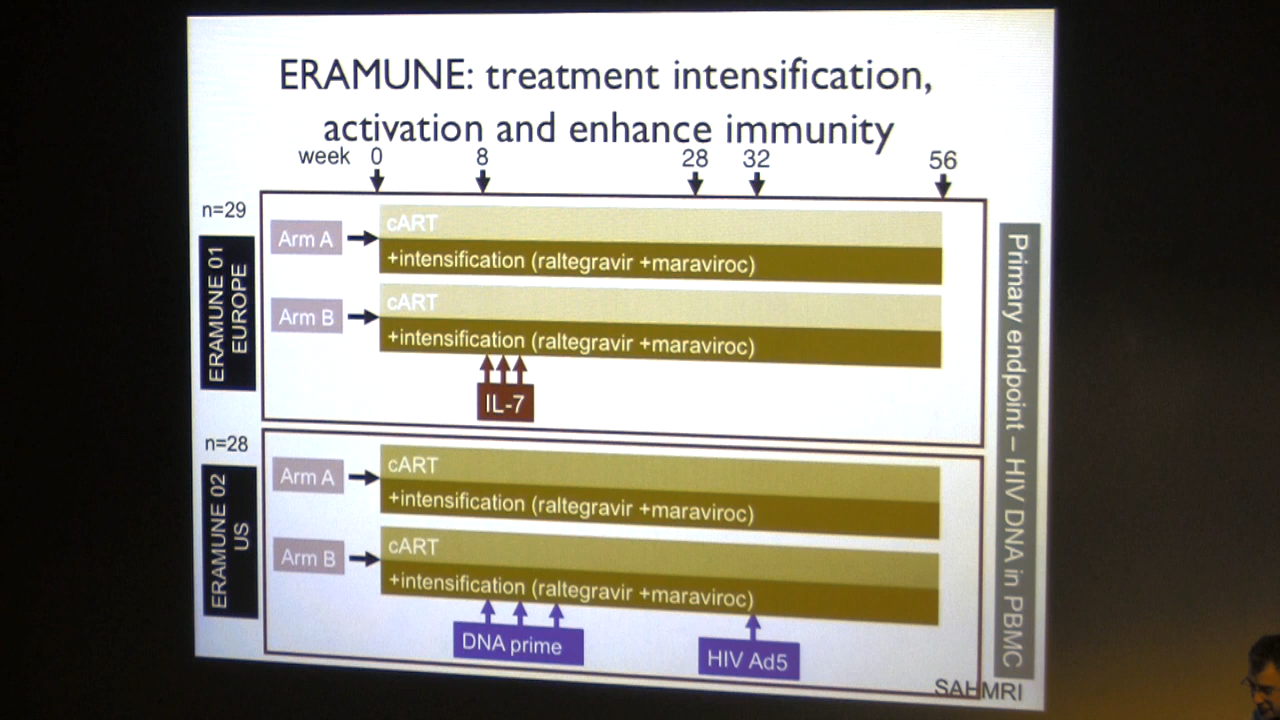 ERAMUNE: treatment intensification,
activation and enhance immunity
week 0 8 28 32 56
n=29
ERAMUNE 01
EUROPE
Arm A
cART
+intensification (raltegravir +maraviroc)
Arm B
cART
+intensification (raltegravir +maraviroc)
IL-7
n=28
ERAMUNE 02
US
Arm A
cART
+intensification (raltegravir +maraviroc)
Arm B
cART
+intensification (raltegravir +maraviroc)
DNA prime
HIV Ad5
Primary endpoint – HIV DNA in PBMC
SAHMRI